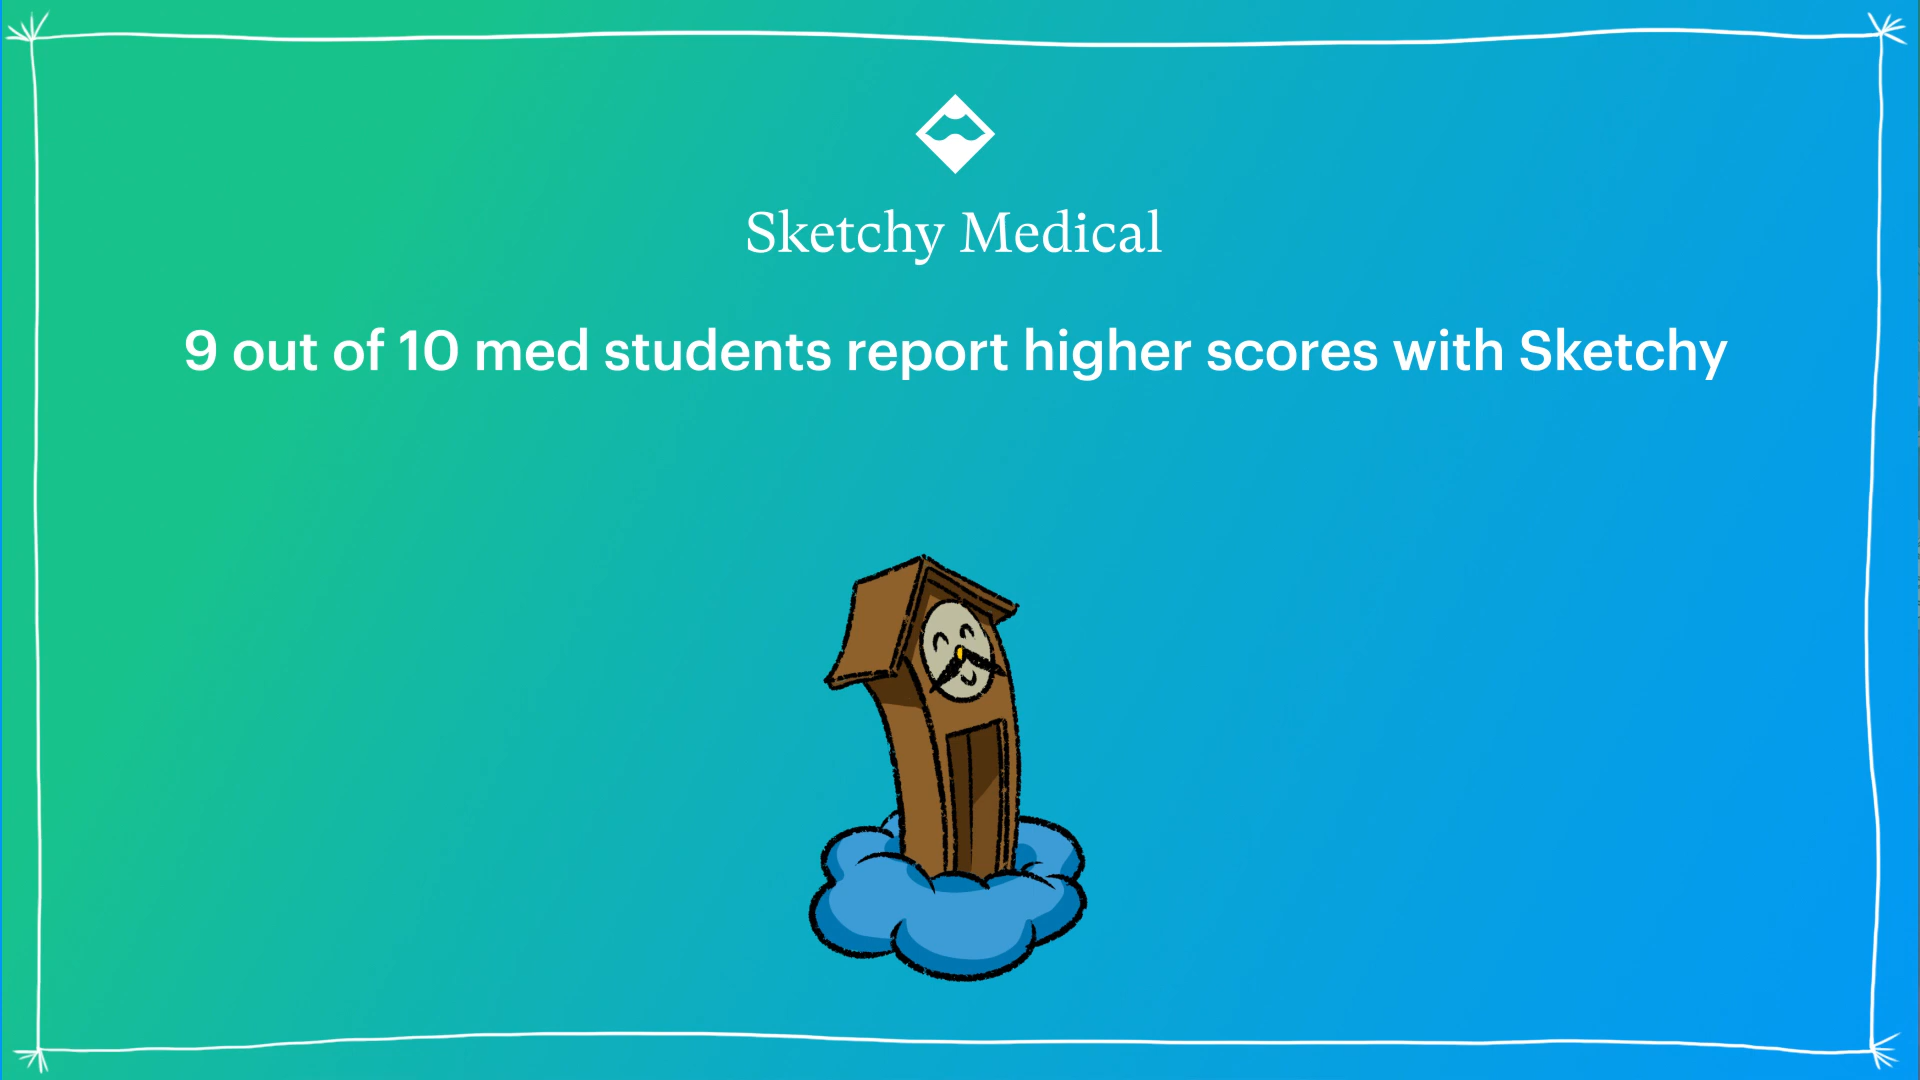 Sketchy Medical
9 out of 10 med students report higher scores with Sketchy